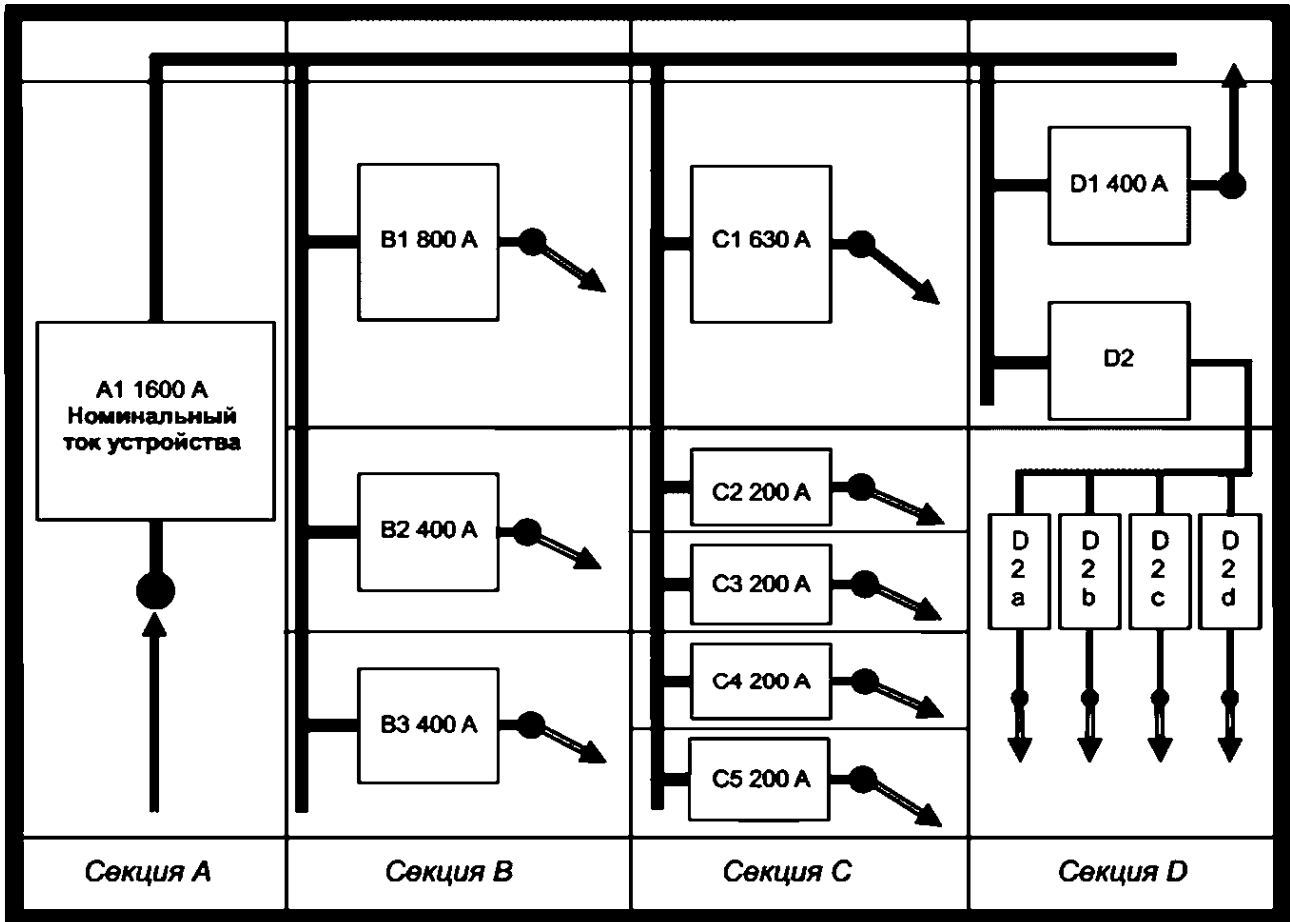 A1 1600 А
Номинальный
ток устройства
B1 800 А
B2 400 А
B3 400 А
C1 630 А
C2 200 А
C3 200 А
C4 200 А
C5 200 А
D1 400 А
D2
D
2
a
D
2
b
D
2
c
D
2
d
Секция A
Секция B
Секция C
Секция D